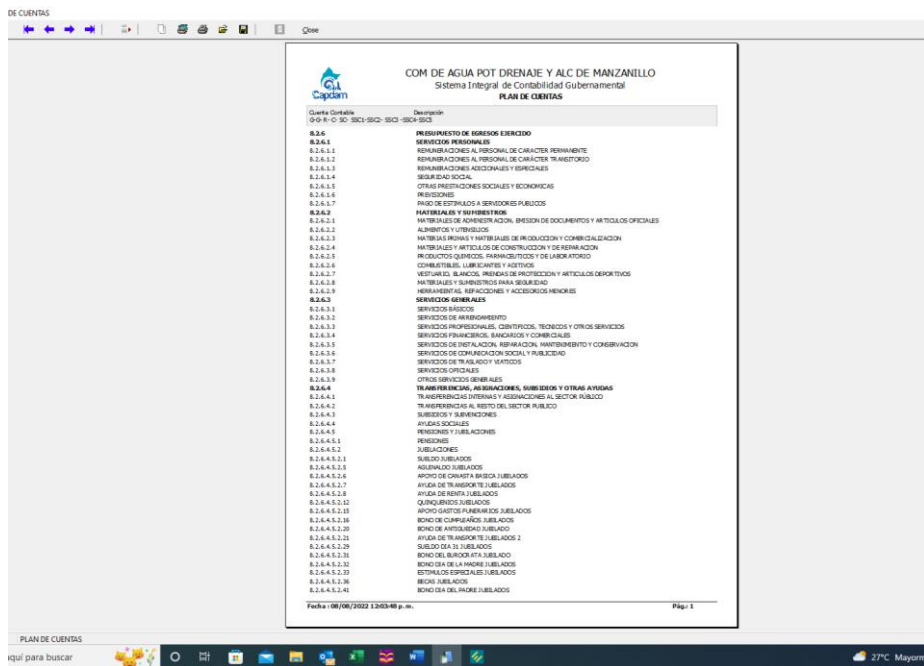 DE CUENTAS
Close
Capdam
COM DE AGUA POT DRENAJE Y ALC DE MANZANILLO
Sistema Integral de Contabilidad Gubernamental
PLAN DE CUENTAS
Cuenta Contable Descripción
G-G- R- C- SC- SSC1-SSC2- SSC3 -SSC4-SSC5
8.2.6 PRESUPUESTO DE EGRESOS EJERCIDO
8.2.6.1 SERVICIOS PERSONALES
8.2.6.1.1 REMUNERACIONES AL PERSONAL DE CARACTER PERMANENTE
8.2.6.1.2 REMUNERACIONES AL PERSONAL DE CARÁCTER TRANSITORIO
8.2.6.1.3 REMUNERACIONES ADICIONALES Y ESPECIALES
8.2.6.1.4 SEGURIDAD SOCIAL
8.2.6.1.5 OTRAS PRESTACIONES SOCIALES Y ECONOMICAS
8.2.6.1.6 PREVISIONES
8.2.6.1.7 PAGO DE ESTIMULOS A SERVIDORES PUBLICOS
8.2.6.2 MATERIALES Y SUMINISTROS
8.2.6.2.1 MATERIALES DE ADMINISTRACION, EMISION DE DOCUMENTOS Y ARTICULOS OFICIALES
8.2.6.2.2 ALIMENTOS Y UTENSILIOS
8.2.6.2.3 MATERIAS PRIMAS Y MATERIALES DE PRODUCCION Y COMERCIALIZACION
8.2.6.2.4 MATERIALES Y ARTICULOS DE CONSTRUCCION Y DE REPARACION
8.2.6.2.5 PRODUCTOS QUIMICOS, FARMACEUTICOS Y DE LABORATORIO
8.2.6.2.6 COMBUSTIBLES, LUBRICANTES Y ADITIVOS
8.2.6.2.7 VESTUARIO, BLANCOS, PRENDAS DE PROTECCION Y ARTICULOS DEPORTIVOS
8.2.6.2.8 MATERIALES Y SUMINISTROS PARA SEGURIDAD
8.2.6.2.9 HERRAMIENTAS, REFACCIONES Y ACCESORIOS MENORES
8.2.6.3 SERVICIOS GENERALES
8.2.6.3.1 SERVICIOS BÁSICOS
8.2.6.3.2 SERVICIOS DE ARRENDAMIENTO
8.2.6.3.3 SERVICIOS PROFESIONALES, CIENTIFICOS, TECNICOS Y OTROS SERVICIOS
8.2.6.3.4 SERVICIOS FINANCIEROS, BANCARIOS Y COMERCIALES
8.2.6.3.5 SERVICIOS DE INSTALACION, REPARACION, MANTENIMIENTO Y CONSERVACION
8.2.6.3.6 SERVICIOS DE COMUNICACION SOCIAL Y PUBLICIDAD
8.2.6.3.7 SERVICIOS DE TRASLADO Y VIATICOS
8.2.6.3.8 SERVICIOS OFICIALES
8.2.6.3.9 OTROS SERVICIOS GENERALES
8.2.6.4 TRANSFERENCIAS, ASIGNACIONES, SUBSIDIOS Y OTRAS AYUDAS
8.2.6.4.1 TRANSFERENCIAS INTERNAS Y ASIGNACIONES AL SECTOR PÚBLICO
8.2.6.4.2 TRANSFERENCIAS AL RESTO DEL SECTOR PUBLICO
8.2.6.4.3 SUBSIDIOS Y SUBVENCIONES
8.2.6.4.4 AYUDAS SOCIALES
8.2.6.4.5 PENSIONES Y JUBILACIONES
8.2.6.4.5.1 PENSIONES
8.2.6.4.5.2 JUBILACIONES
8.2.6.4.5.2.1 SUELDO JUBILADOS
8.2.6.4.5.2.5 AGUINALDO JUBILADOS
8.2.6.4.5.2.6 APOYO DE CANASTA BASICA JUBILADOS
8.2.6.4.5.2.7 AYUDA DE TRANSPORTE JUBILADOS
8.2.6.4.5.2.8 AYUDA DE RENTA JUBILADOS
8.2.6.4.5.2.12 QUINQUENIOS JUBILADOS
8.2.6.4.5.2.15 APOYO GASTOS FUNERARIOS JUBILADOS
8.2.6.4.5.2.16 BONO DE CUMPLEAÑOS JUBILADOS
8.2.6.4.5.2.20 BONO DE ANTIGUEDAD JUBILADO
8.2.6.4.5.2.21 AYUDA DE TRANSPORTE JUBILADOS 2
8.2.6.4.5.2.29 SUELDO DIA 31 JUBILADOS
8.2.6.4.5.2.31 BONO DEL BUROCRATA JUBILADO
8.2.6.4.5.2.32 BONO DIA DE LA MADRE JUBILADOS
8.2.6.4.5.2.33 ESTIMULOS ESPECIALES JUBILADOS
8.2.6.4.5.2.36 BECAS JUBILADOS
8.2.6.4.5.2.41 BONO DIA DEL PADRE JUBILADOS
Fecha : 08/08/2022 12:03:48 p. m. Pág.: 1
PLAN DE CUENTAS
aquí para buscar
27°C Mayorm